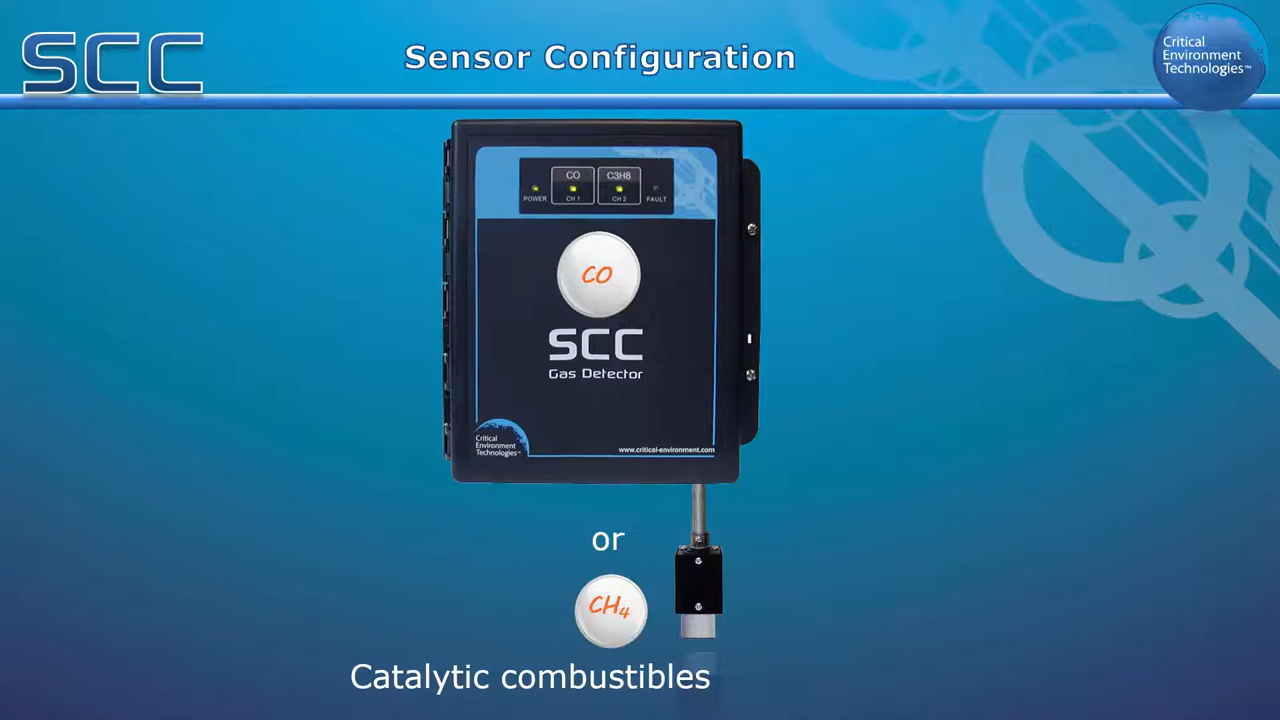 SCC
Sensor Configuration
Critical
Environment
Technologies™
CO
C3H8
POWER
CH 1
CH 2
FAULT
CO
SCC
Gas Detector
Critical
Environment
Technologies™
www.critical-environment.com
or
CH₄
Catalytic combustibles